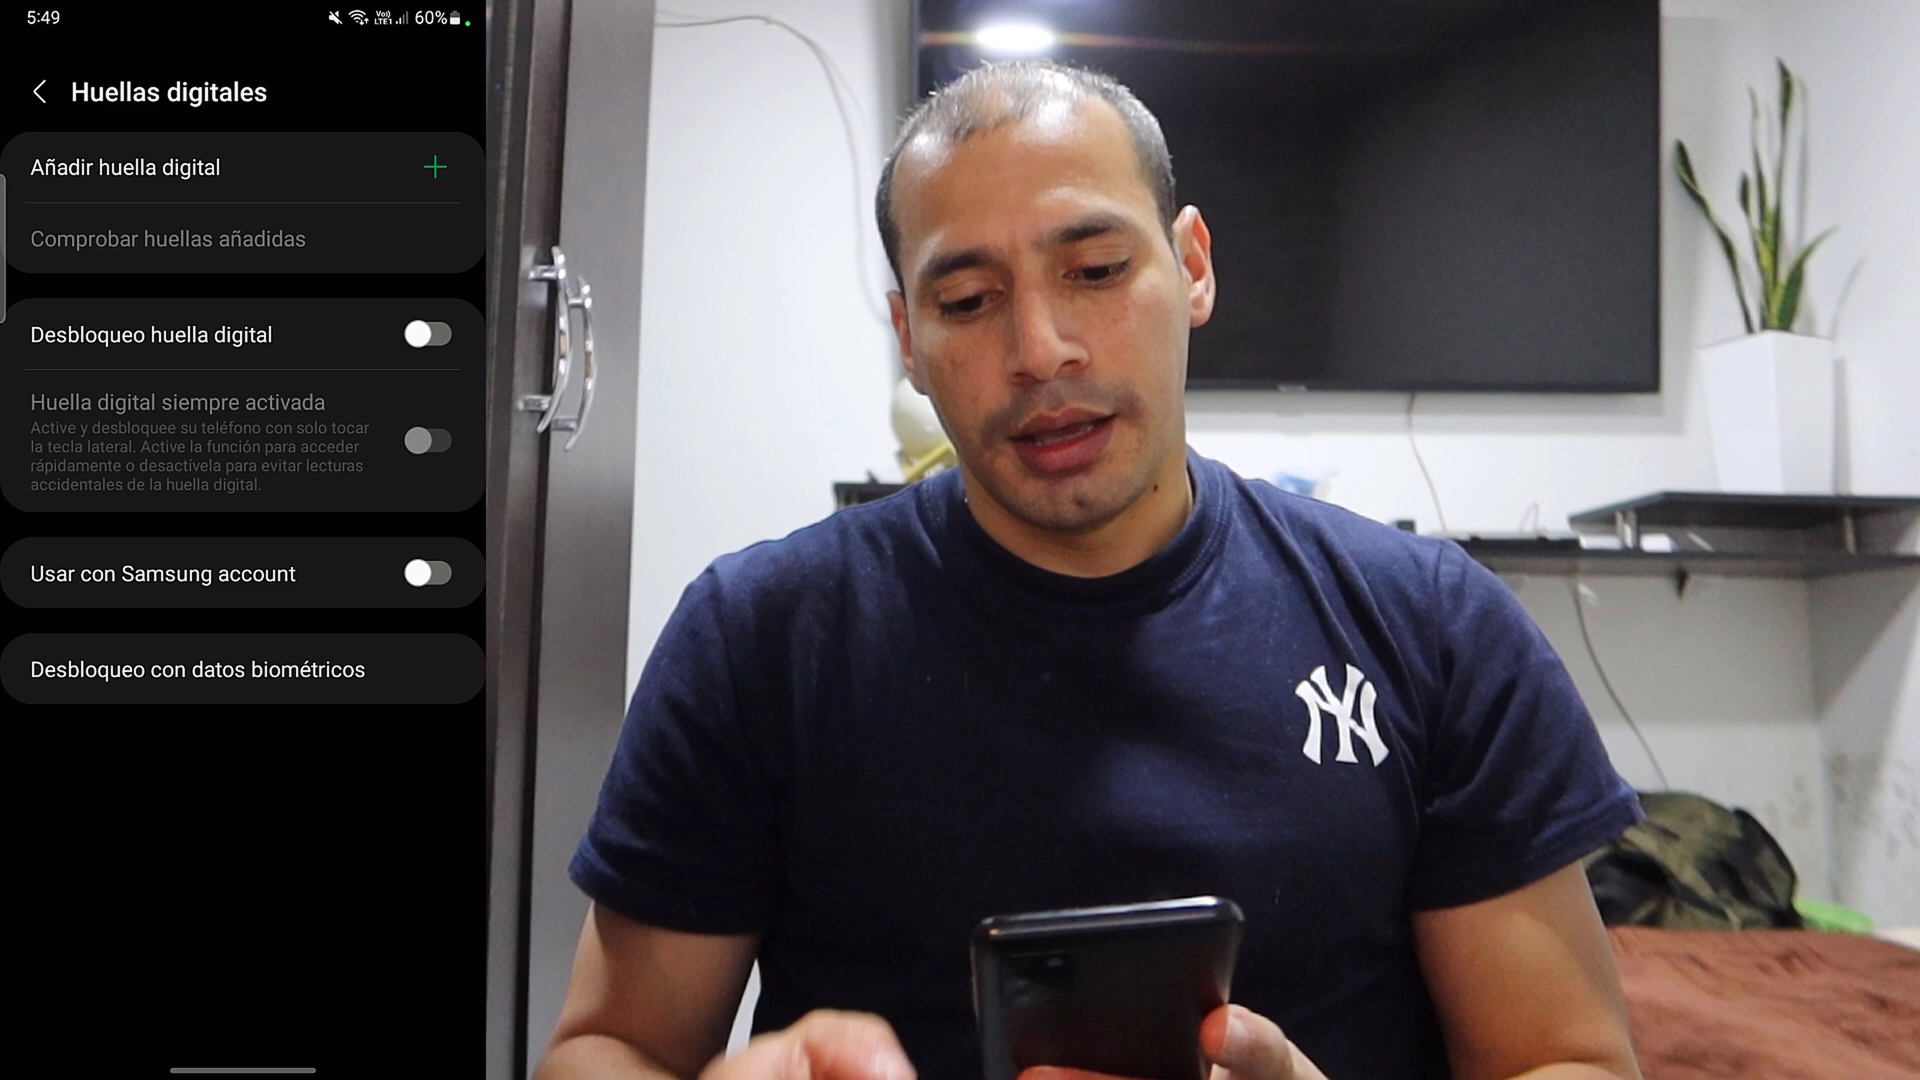 5:49
Vo))
LTE1
60%
Huellas digitales
Añadir huella digital
Comprobar huellas añadidas
Desbloqueo huella digital
Huella digital siempre activada
Active y desbloquee su teléfono con solo tocar
la tecla lateral. Active la función para acceder
rápidamente o desactívela para evitar lecturas
accidentales de la huella digital.
Usar con Samsung account
Desbloqueo con datos biométricos
NY